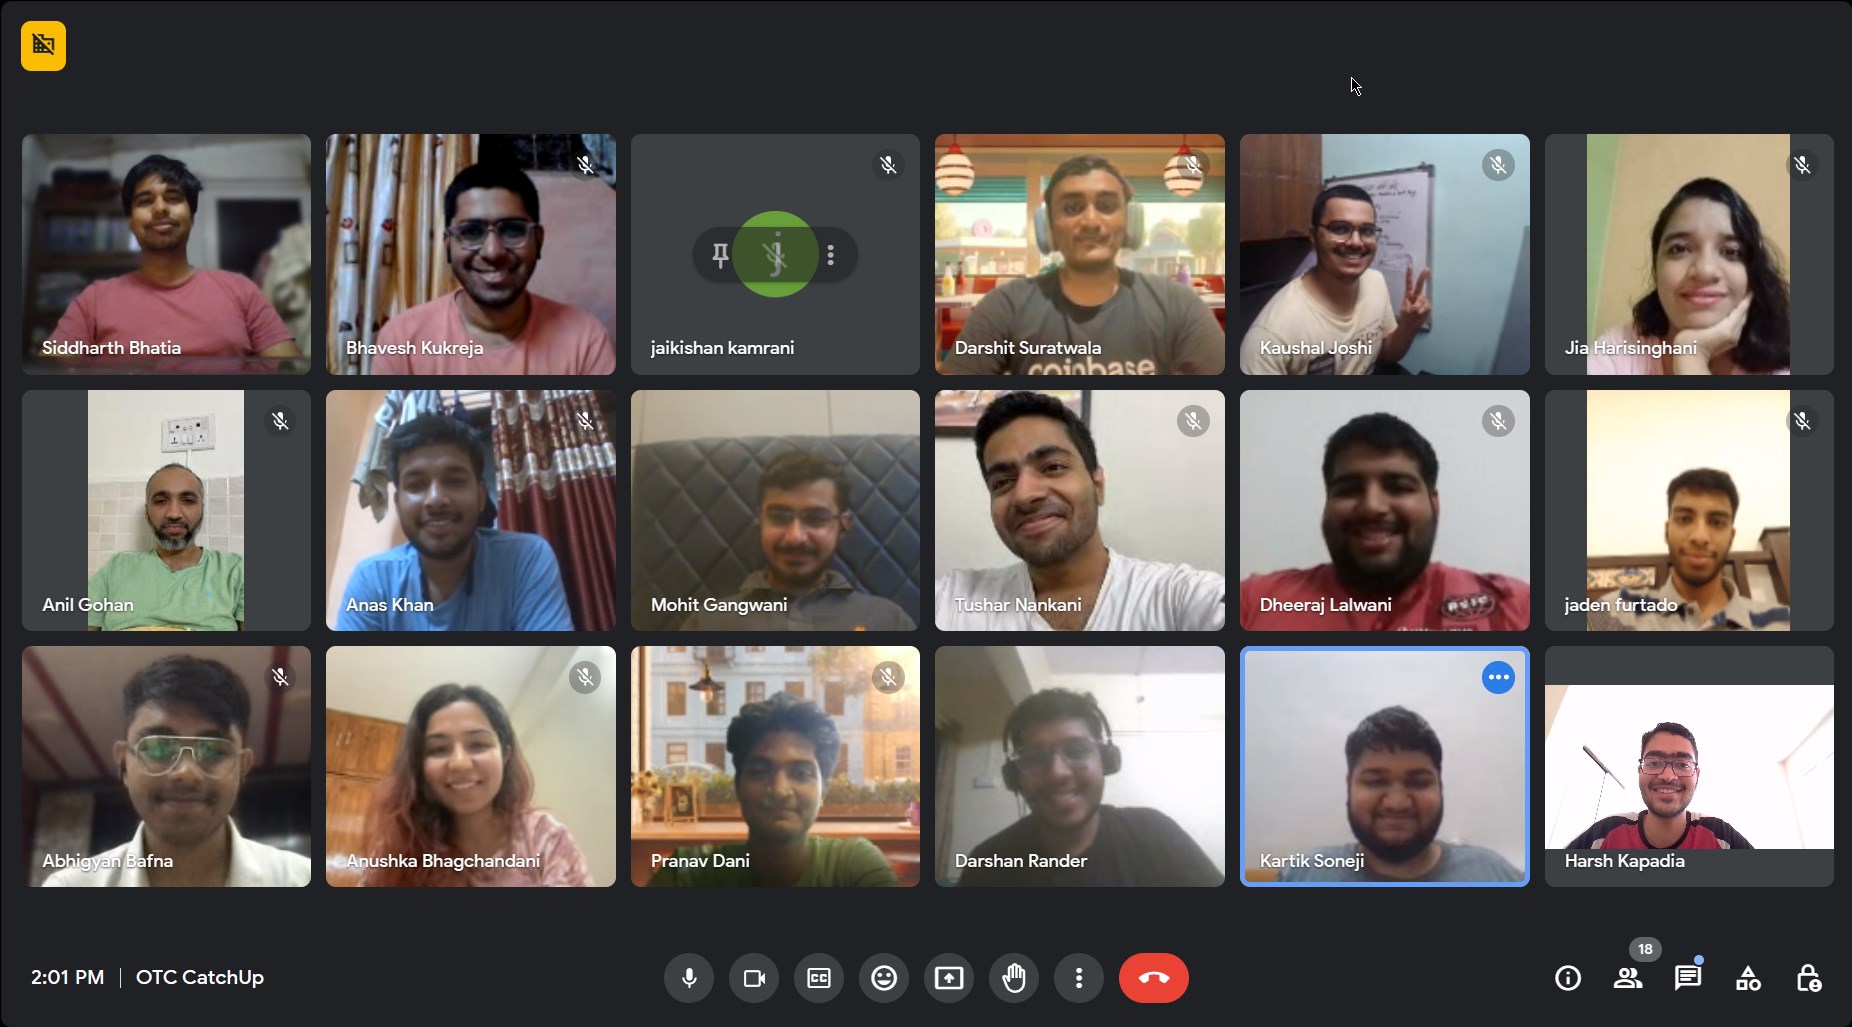 Siddharth Bhatia
Bhavesh Kukreja
j
jaikishan kamrani
Darshit Suratwala
coinbase
Kaushal Joshi
Jia Harisinghani
Anil Gohan
Anas Khan
Mohit Gangwani
Tushar Nankani
Dheeraj Lalwani
jaden furtado
Abhigyan Bafna
Anushka Bhagchandani
Pranav Dani
Darshan Rander
Kartik Soneji
Harsh Kapadia
2:01 PM | OTC CatchUp
CC
18